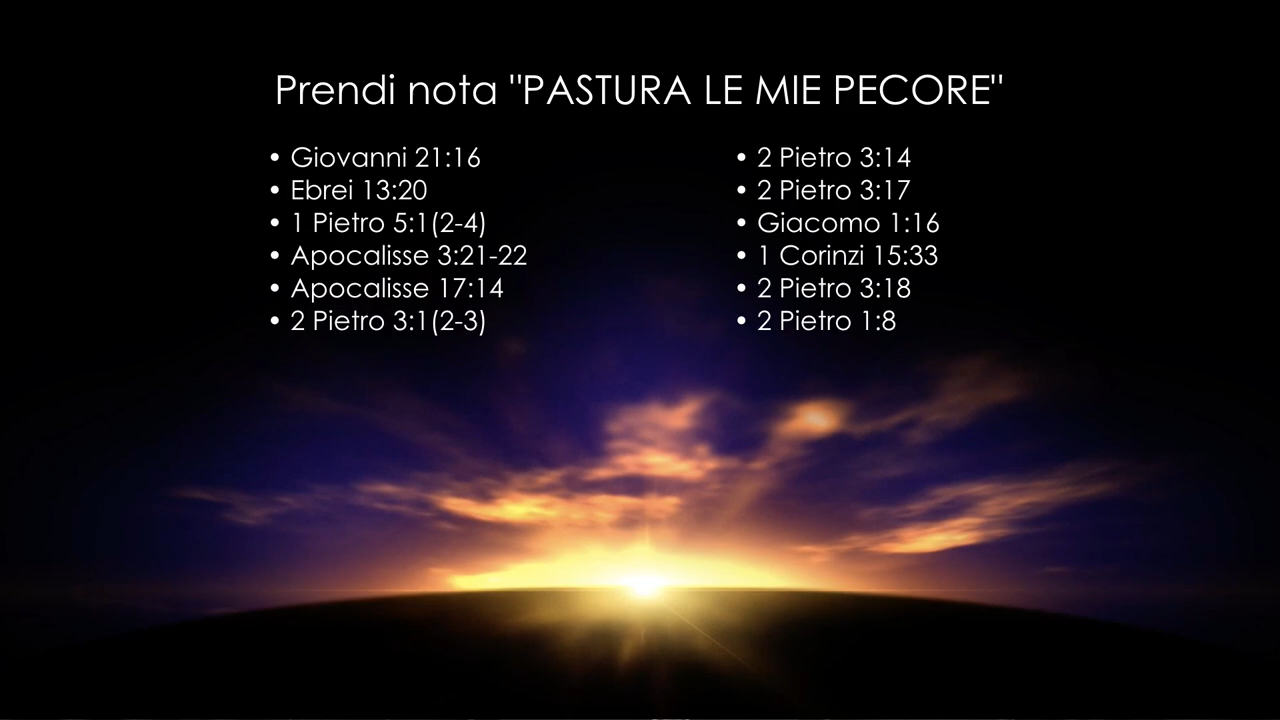 Prendi nota "PASTURA LE MIE PECORE"
• Giovanni 21:16
• Ebrei 13:20
• 1 Pietro 5:1(2-4)
• Apocalisse 3:21-22
• Apocalisse 17:14
• 2 Pietro 3:1(2-3)
• 2 Pietro 3:14
• 2 Pietro 3:17
• Giacomo 1:16
• 1 Corinzi 15:33
• 2 Pietro 3:18
• 2 Pietro 1:8